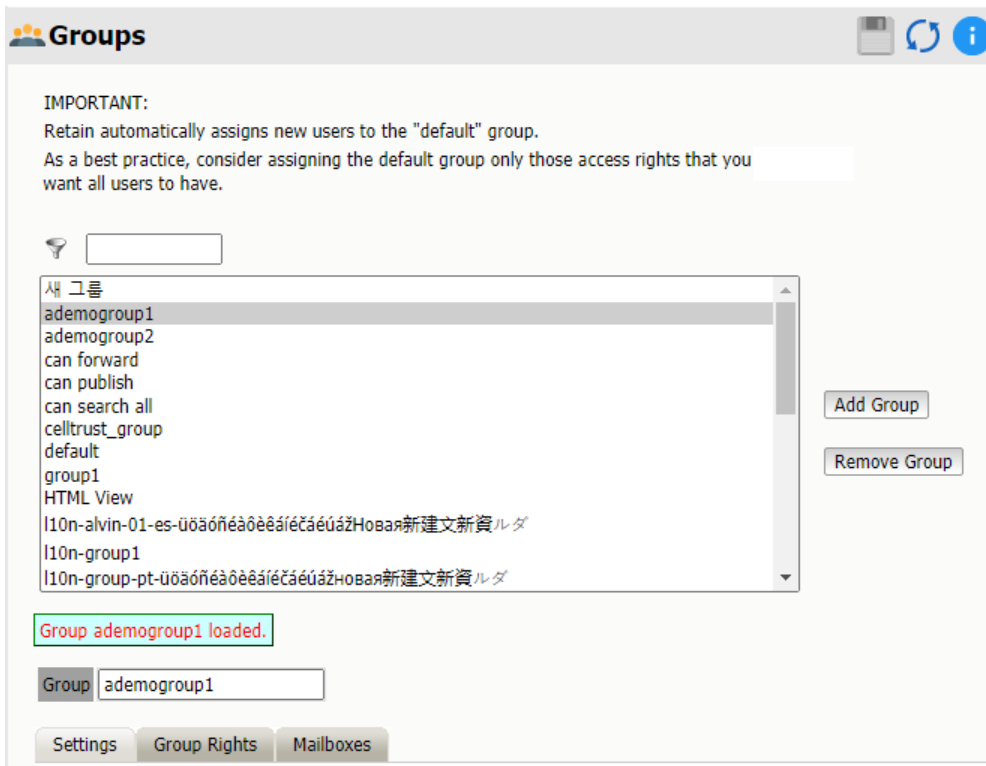 Groups
IMPORTANT:
Retain automatically assigns new users to the "default" group.
As a best practice, consider assigning the default group only those access rights that you
want all users to have.
새 그룹
ademogroup1
ademogroup2
can forward
can publish
can search all
celltrust_group
default
group1
HTML View
l10n-alvin-01-es-üöäóñéàôèêâíéčáéúážНовая新建文新資ルダ
l10n-group1
l10n-group-pt-üöäóñéàôèêâíéčáéúážновая新建文新資ルダ
Add Group
Remove Group
Group ademogroup1 loaded.
Group ademogroup1
Settings Group Rights Mailboxes